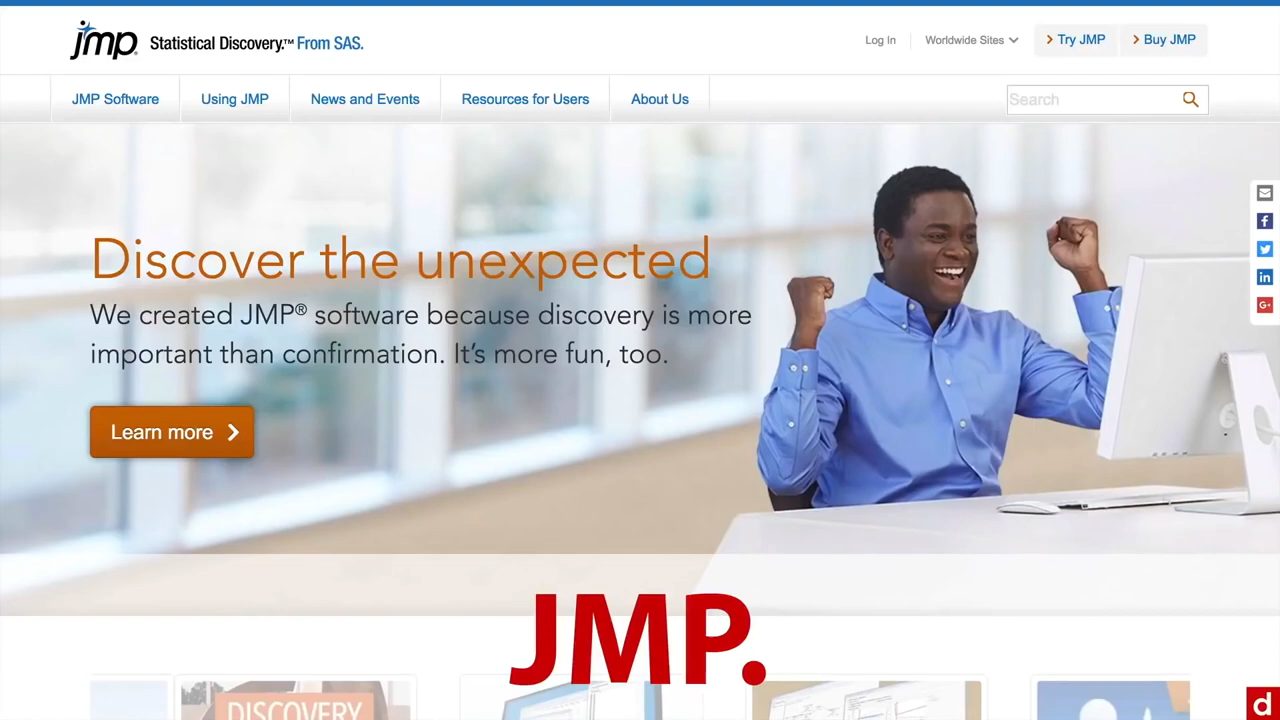 jmp Statistical Discovery.™ From SAS.
Log In
Worldwide Sites
Try JMP
Buy JMP
JMP Software
Using JMP
News and Events
Resources for Users
About Us
Search
Discover the unexpected
We created JMP® software because discovery is more
important than confirmation. It's more fun, too.
Learn more
JMP.
DISCOVERY
f
in
G+
d